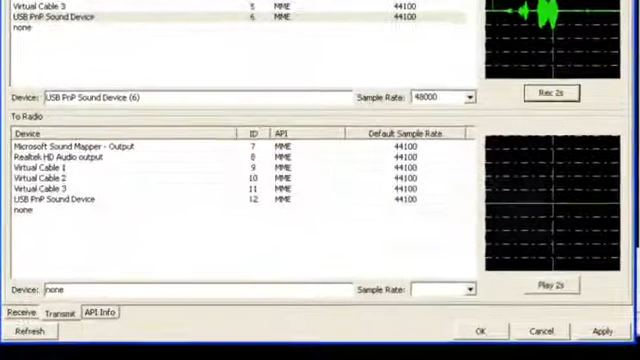 Virtual Cable 3 5 MME 44100
USB PnP Sound Device 6 MME 44100
none
Device: USB PnP Sound Device (6) Sample Rate: 48000 Rec 2s
To Radio
Device ID API Default Sample Rate
Microsoft Sound Mapper - Output 7 MME 44100
Realtek HD Audio output 8 MME 44100
Virtual Cable 1 9 MME 44100
Virtual Cable 2 10 MME 44100
Virtual Cable 3 11 MME 44100
USB PnP Sound Device 12 MME 44100
none
Device: none Sample Rate: Play 2s
Receive Transmit API Info
Refresh OK Cancel Apply